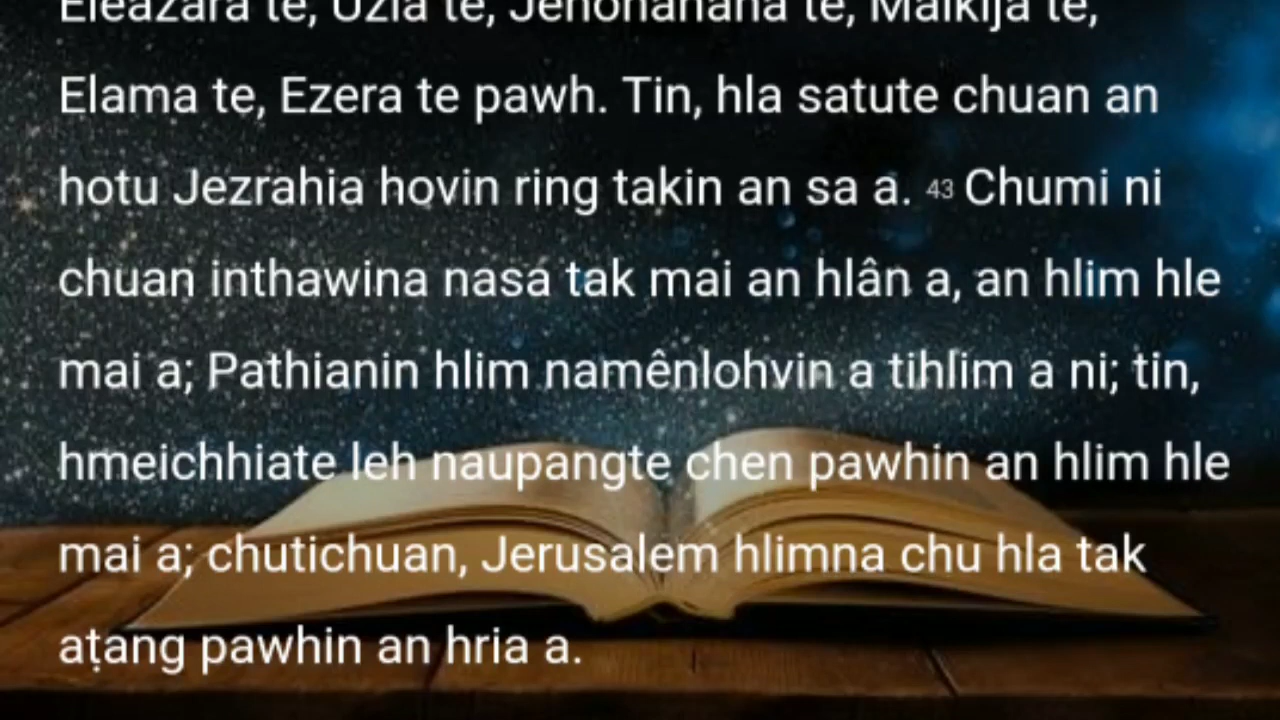 Eleazara te, Uzia te, Jehohanana te, Malkija te,
Elama te, Ezera te pawh. Tin, hla satute chuan an
hotu Jezrahia hovin ring takin an sa a. 43 Chumi ni
chuan inthawina nasa tak mai an hlân a, an hlim hle
mai a; Pathianin hlim namênlohvin a tihlim a ni; tin,
hmeichhiate leh naupangte chen pawhin an hlim hle
mai a; chutichuan, Jerusalem hlimna chu hla tak
aṭang pawhin an hria a.